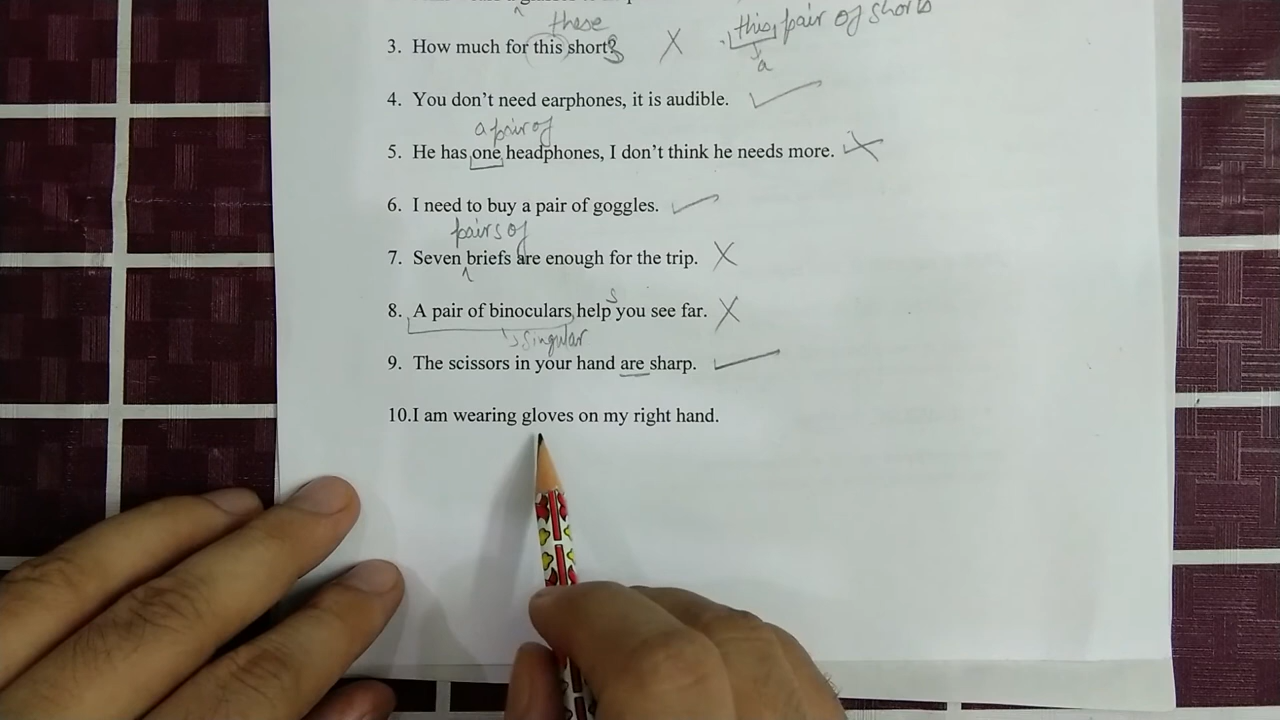 these
this pair of shorts
3. How much for this short?
s
a
4. You don't need earphones, it is audible.
a pair of
5. He has one headphones, I don't think he needs more.
6. I need to buy a pair of goggles.
pairs of
7. Seven briefs are enough for the trip.
s
8. A pair of binoculars help you see far.
singular
9. The scissors in your hand are sharp.
10.I am wearing gloves on my right hand.